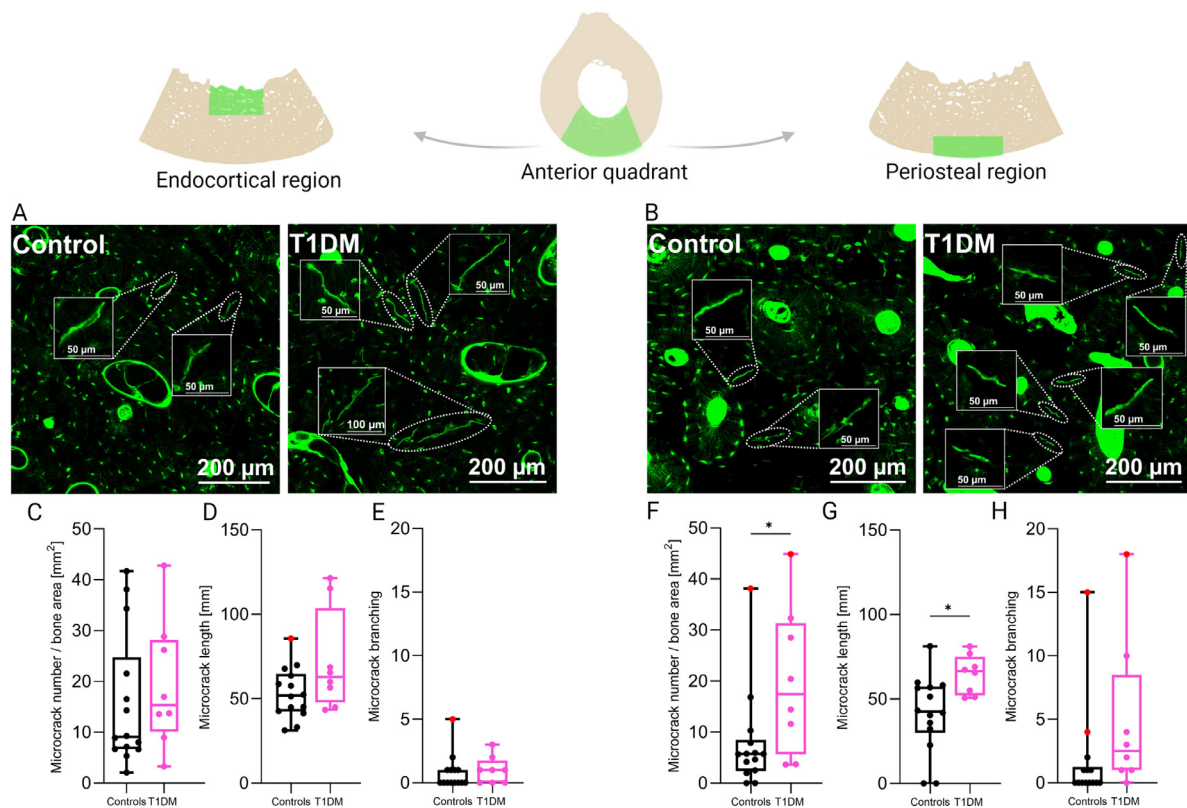 Endocortical region
Anterior quadrant
Periosteal region
A
Control
50 µm
50 µm
200 µm
T1DM
50 µm
50 µm
100 µm
200 µm
B
Control
50 µm
50 µm
200 µm
T1DM
50 µm
50 µm
50 µm
50 µm
50 µm
200 µm
C
Microcrack number / bone area [mm²]
50
40
30
20
10
0
Controls T1DM
D
Microcrack length [mm]
150
100
50
0
Controls T1DM
E
Microcrack branching
20
15
10
5
0
Controls T1DM
F
Microcrack number / bone area [mm²]
50
40
30
20
10
0
*
Controls T1DM
G
Microcrack length [mm]
150
100
50
0
*
Controls T1DM
H
Microcrack branching
20
15
10
5
0
Controls T1DM